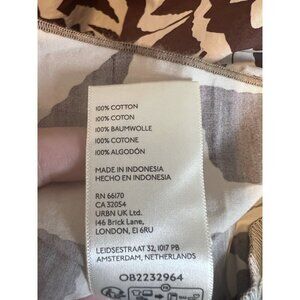 100% COTTON
100% COTON
100% BAUMWOLLE
100% COTONE
100% ALGODÓN
MADE IN INDONESIA
HECHO EN INDONESIA
RN 66170
CA 32054
URBN UK Ltd.
146 Brick Lane,
LONDON, E1 6RU
LEIDSESTRAAT 32, 1017 PB
AMSTERDAM, NETHERLANDS
OB2232964